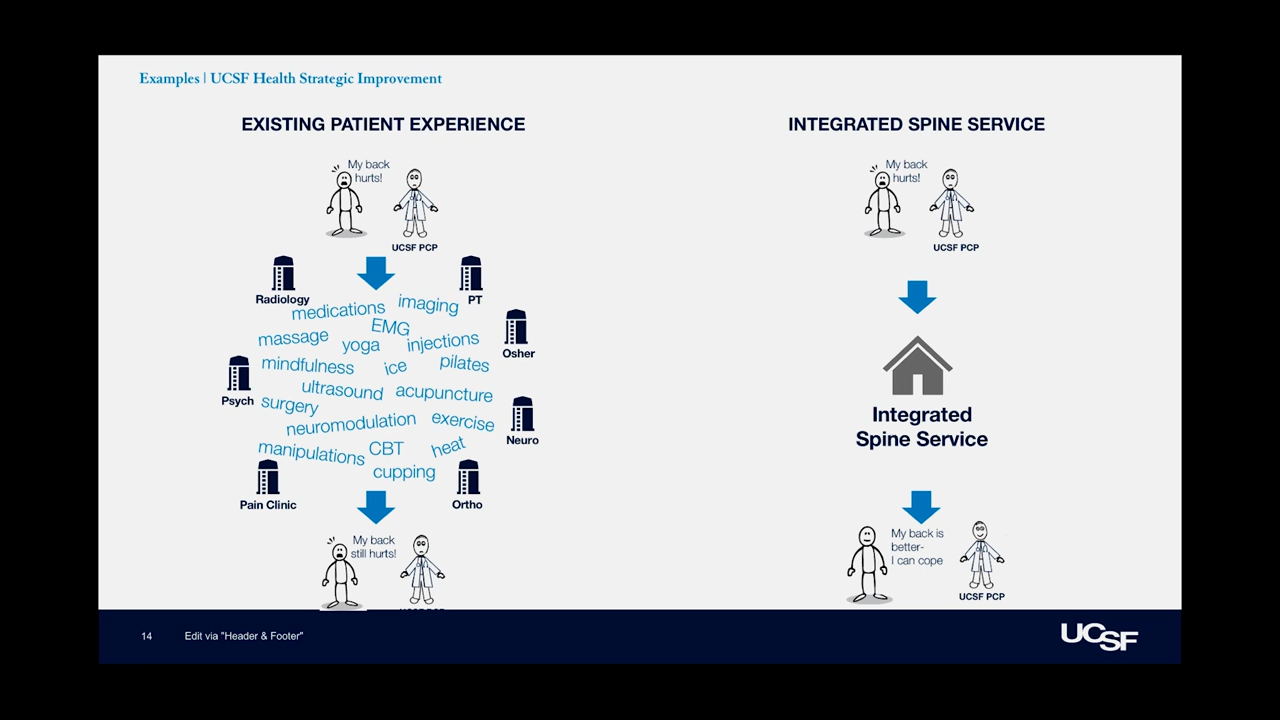 Examples | UCSF Health Strategic Improvement
EXISTING PATIENT EXPERIENCE
My back
hurts!
UCSF PCP
Radiology
PT
medications
imaging
EMG
massage
yoga
injections
Osher
mindfulness
ice
pilates
Psych
ultrasound
acupuncture
surgery
neuromodulation
exercise
Neuro
manipulations
CBT
heat
cupping
Pain Clinic
Ortho
My back
still hurts!
INTEGRATED SPINE SERVICE
My back
hurts!
UCSF PCP
Integrated
Spine Service
My back is
better-
I can cope
UCSF PCP
14 Edit via "Header & Footer"
UCSF